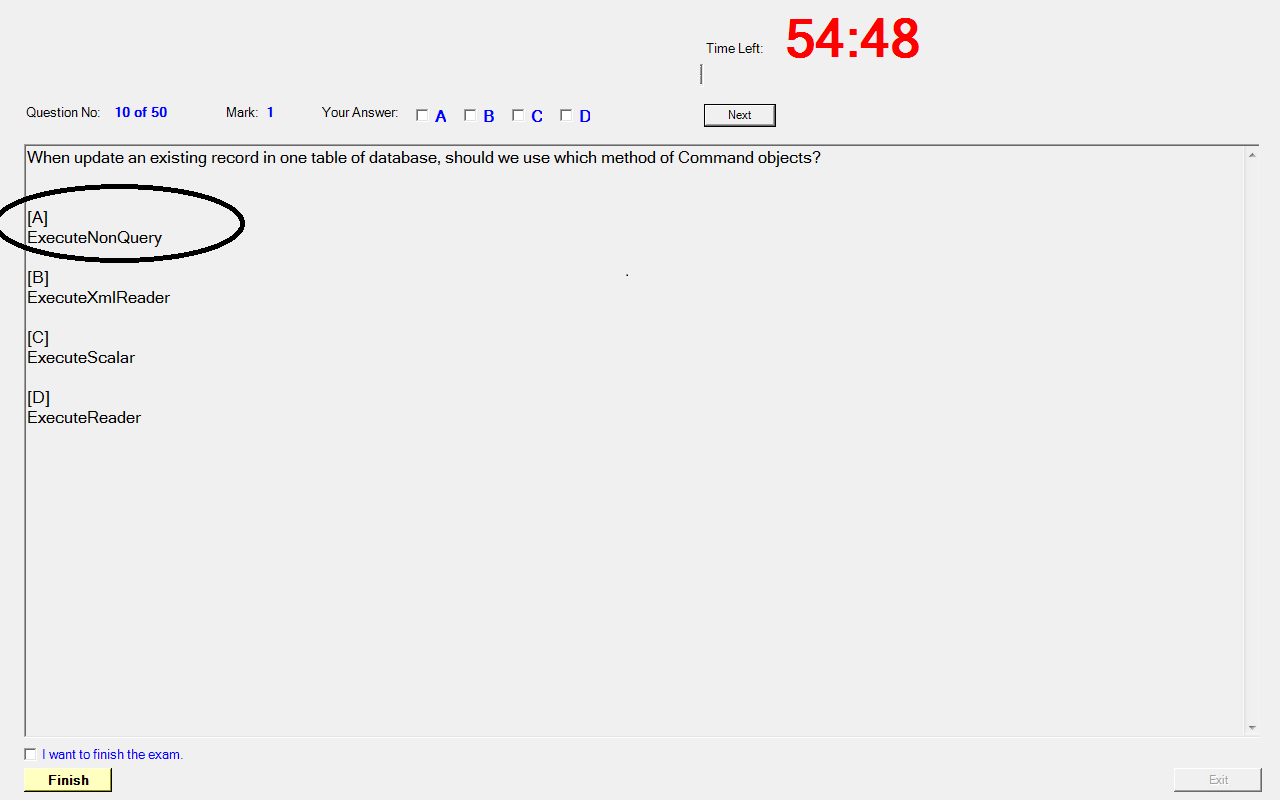 Time Left: 54:48
Question No: 10 of 50 Mark: 1 Your Answer: A B C D Next
When update an existing record in one table of database, should we use which method of Command objects?
[A]
ExecuteNonQuery
[B]
ExecuteXmlReader
[C]
ExecuteScalar
[D]
ExecuteReader
I want to finish the exam.
Finish Exit